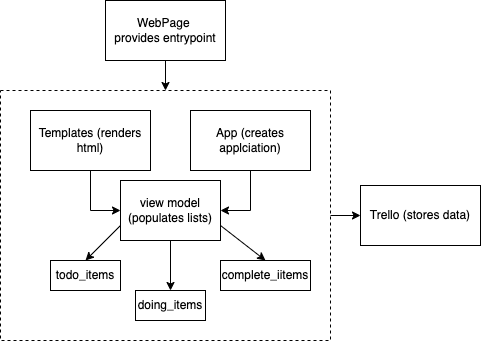 WebPage
provides entrypoint
Templates (renders
html)
App (creates
applciation)
view model
(populates lists)
Trello (stores data)
todo_items
complete_iitems
doing_items